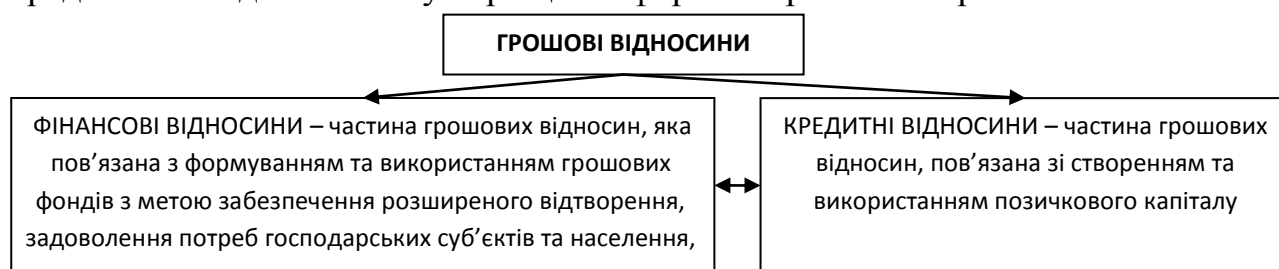 ГРОШОВІ ВІДНОСИНИ
ФІНАНСОВІ ВІДНОСИНИ – частина грошових відносин, яка
пов’язана з формуванням та використанням грошових
фондів з метою забезпечення розширеного відтворення,
задоволення потреб господарських суб’єктів та населення,
КРЕДИТНІ ВІДНОСИНИ – частина грошових
відносин, пов’язана зі створенням та
використанням позичкового капіталу